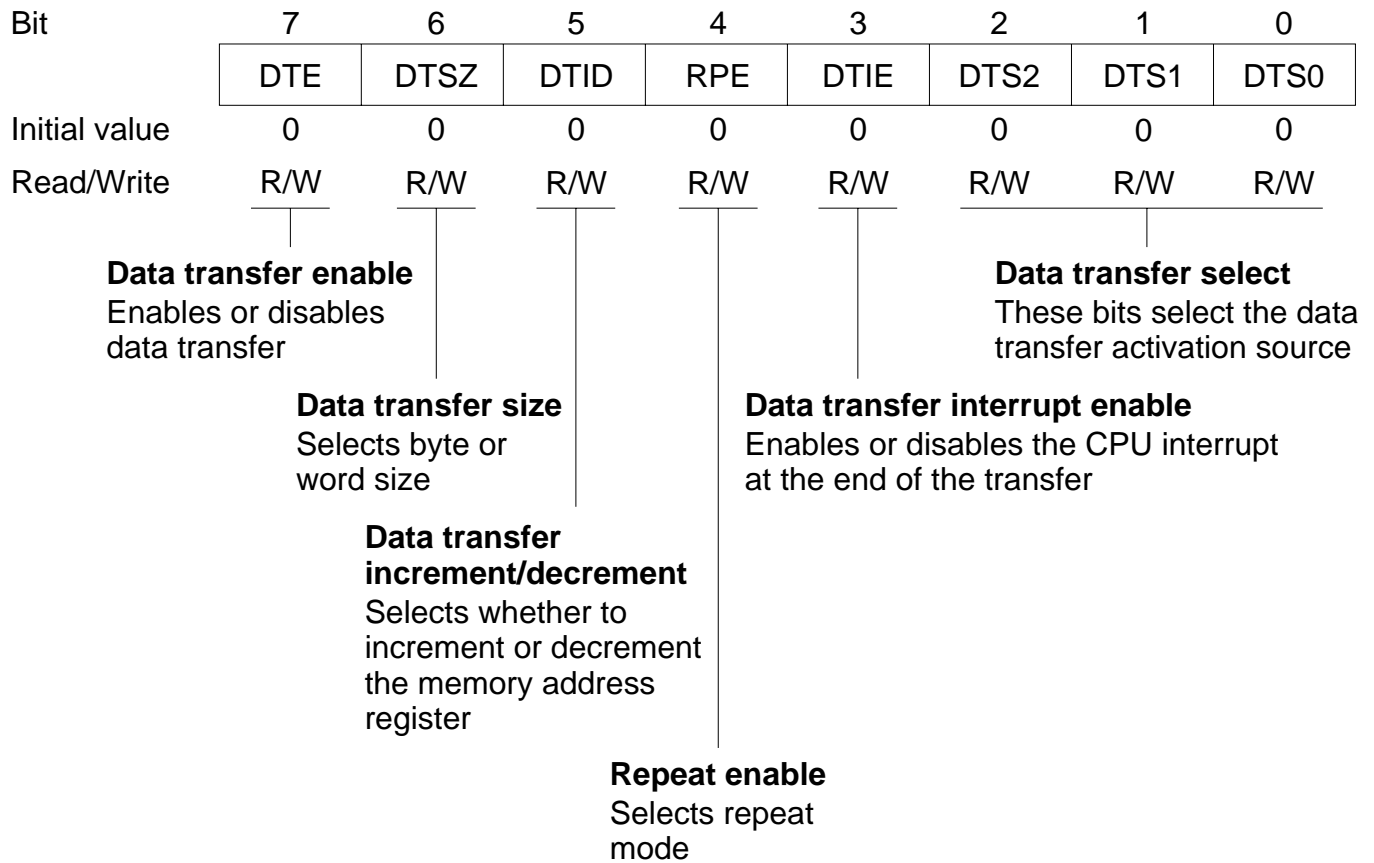 Bit 7 6 5 4 3 2 1 0
DTE DTSZ DTID RPE DTIE DTS2 DTS1 DTS0
Initial value 0 0 0 0 0 0 0 0
Read/Write R/W R/W R/W R/W R/W R/W R/W R/W
Data transfer enable
Enables or disables
data transfer
Data transfer select
These bits select the data
transfer activation source
Data transfer size
Selects byte or
word size
Data transfer interrupt enable
Enables or disables the CPU interrupt
at the end of the transfer
Data transfer
increment/decrement
Selects whether to
increment or decrement
the memory address
register
Repeat enable
Selects repeat
mode